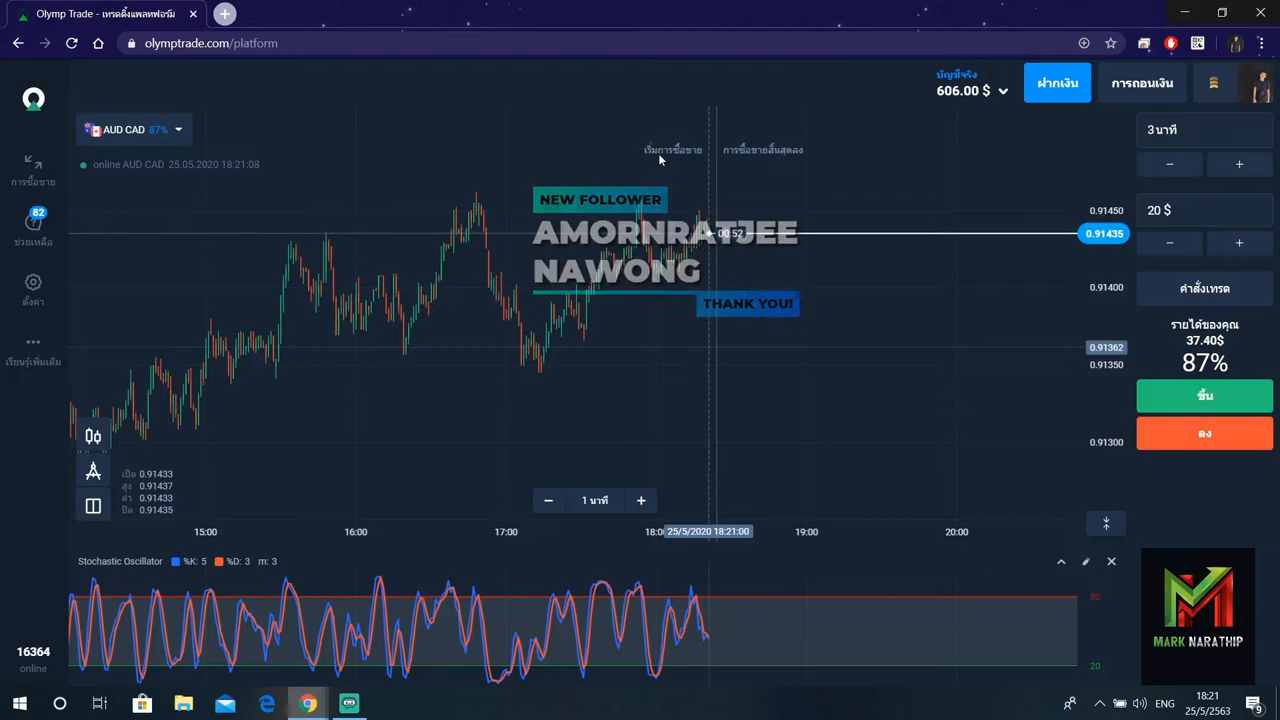 Olymp Trade - เทรดดิ้งแพลทฟอร์ม
olymptrade.com/platform
บัญชีจริง
606.00 $
ฝากเงิน
การถอนเงิน
AUD CAD 87%
online AUD CAD 25.05.2020 18:21:08
การซื้อขาย
82
ช่วยเหลือ
ตั้งค่า
เรียนรู้เพิ่มเติม
16364
online
เริ่มการซื้อขาย
การซื้อขายสิ้นสุดลง
NEW FOLLOWER
AMORNRATJEE
NAWONG
THANK YOU!
00:52
0.91450
0.91435
0.91400
0.91362
0.91350
0.91300
3 นาที
20 $
คำสั่งเทรด
รายได้ของคุณ
37.40$
87%
ขึ้น
ลง
เปิด 0.91433
สูง 0.91437
ต่ำ 0.91433
ปิด 0.91435
1 นาที
15:00
16:00
17:00
18:0
25/5/2020 18:21:00
19:00
20:00
Stochastic Oscillator %K: 5 %D: 3 m: 3
80
20
MARK NARATHIP
ENG
18:21
25/5/2563
9